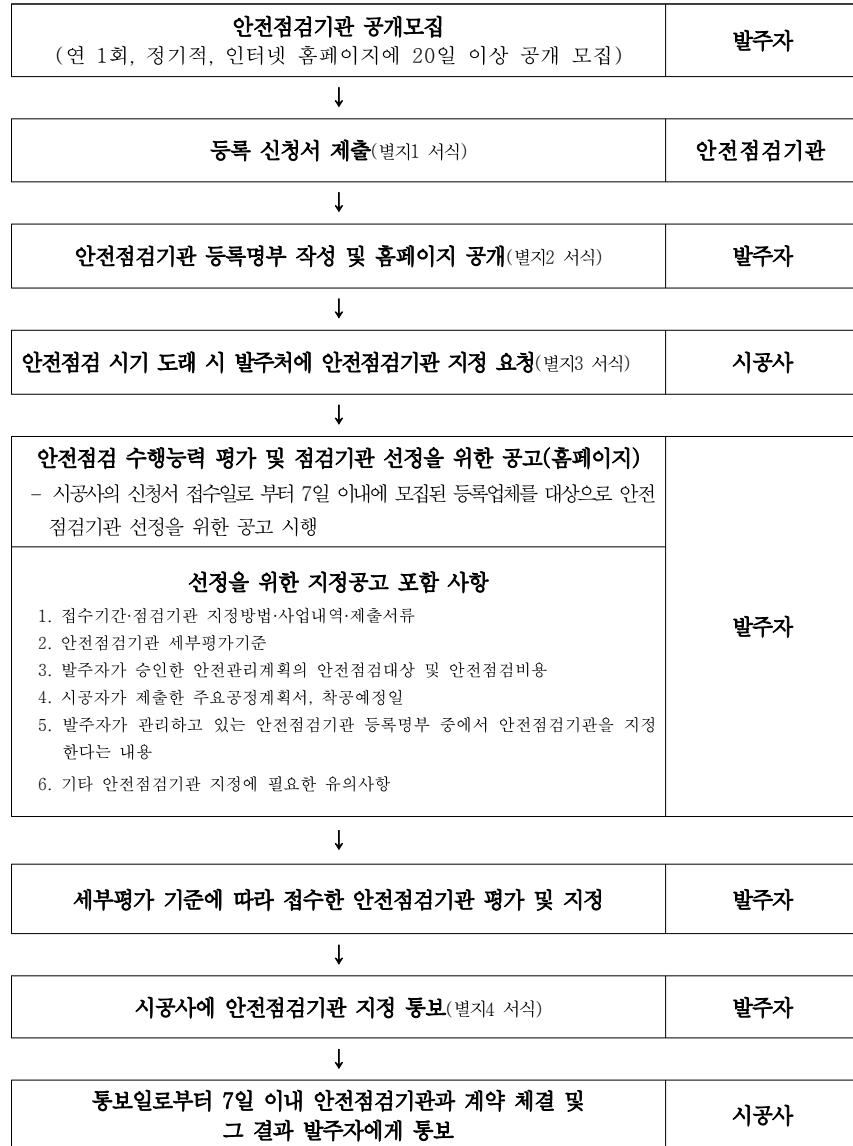 안전점검기관 공개모집
(연 1회, 정기적, 인터넷 홈페이지에 20일 이상 공개 모집)
발주자
↓
등록 신청서 제출(별지1 서식)
안전점검기관
↓
안전점검기관 등록명부 작성 및 홈페이지 공개(별지2 서식)
발주자
↓
안전점검 시기 도래 시 발주처에 안전점검기관 지정 요청(별지3 서식)
시공사
↓
안전점검 수행능력 평가 및 점검기관 선정을 위한 공고(홈페이지)
- 시공사의 신청서 접수일로 부터 7일 이내에 모집된 등록업체를 대상으로 안전
점검기관 선정을 위한 공고 시행
선정을 위한 지정공고 포함 사항
1. 접수기간·점검기관 지정방법·사업내역·제출서류
2. 안전점검기관 세부평가기준
3. 발주자가 승인한 안전관리계획의 안전점검대상 및 안전점검비용
4. 시공자가 제출한 주요공정계획서, 착공예정일
5. 발주자가 관리하고 있는 안전점검기관 등록명부 중에서 안전점검기관을 지정
한다는 내용
6. 기타 안전점검기관 지정에 필요한 유의사항
발주자
↓
세부평가 기준에 따라 접수한 안전점검기관 평가 및 지정
발주자
↓
시공사에 안전점검기관 지정 통보(별지4 서식)
발주자
↓
통보일로부터 7일 이내 안전점검기관과 계약 체결 및
그 결과 발주자에게 통보
시공사